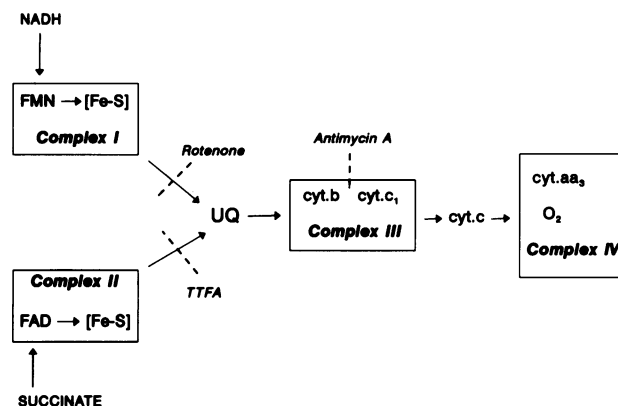 NADH
FMN → [Fe-S]
Complex I
Rotenone
Antimycin A
cyt.b cyt.c₁
Complex III
UQ
cyt.c
cyt.aa₃
O₂
Complex IV
TTFA
Complex II
FAD → [Fe-S]
SUCCINATE